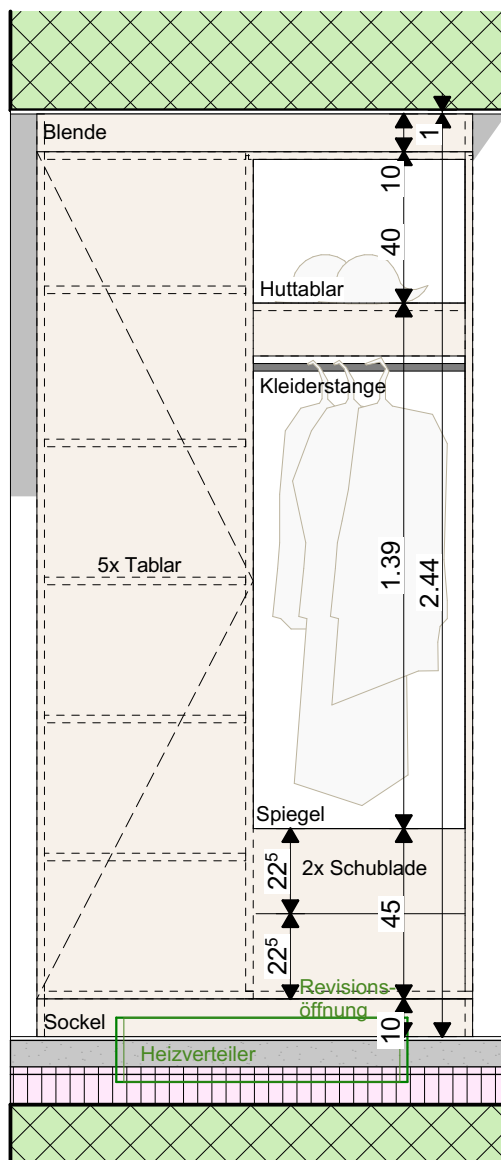 Blende
1
10
40
Huttablar
Kleiderstange
1.39
2.44
5x Tablar
Spiegel
22⁵
2x Schublade
45
22⁵
Revisions-
öffnung
Sockel
10
Heizverteiler